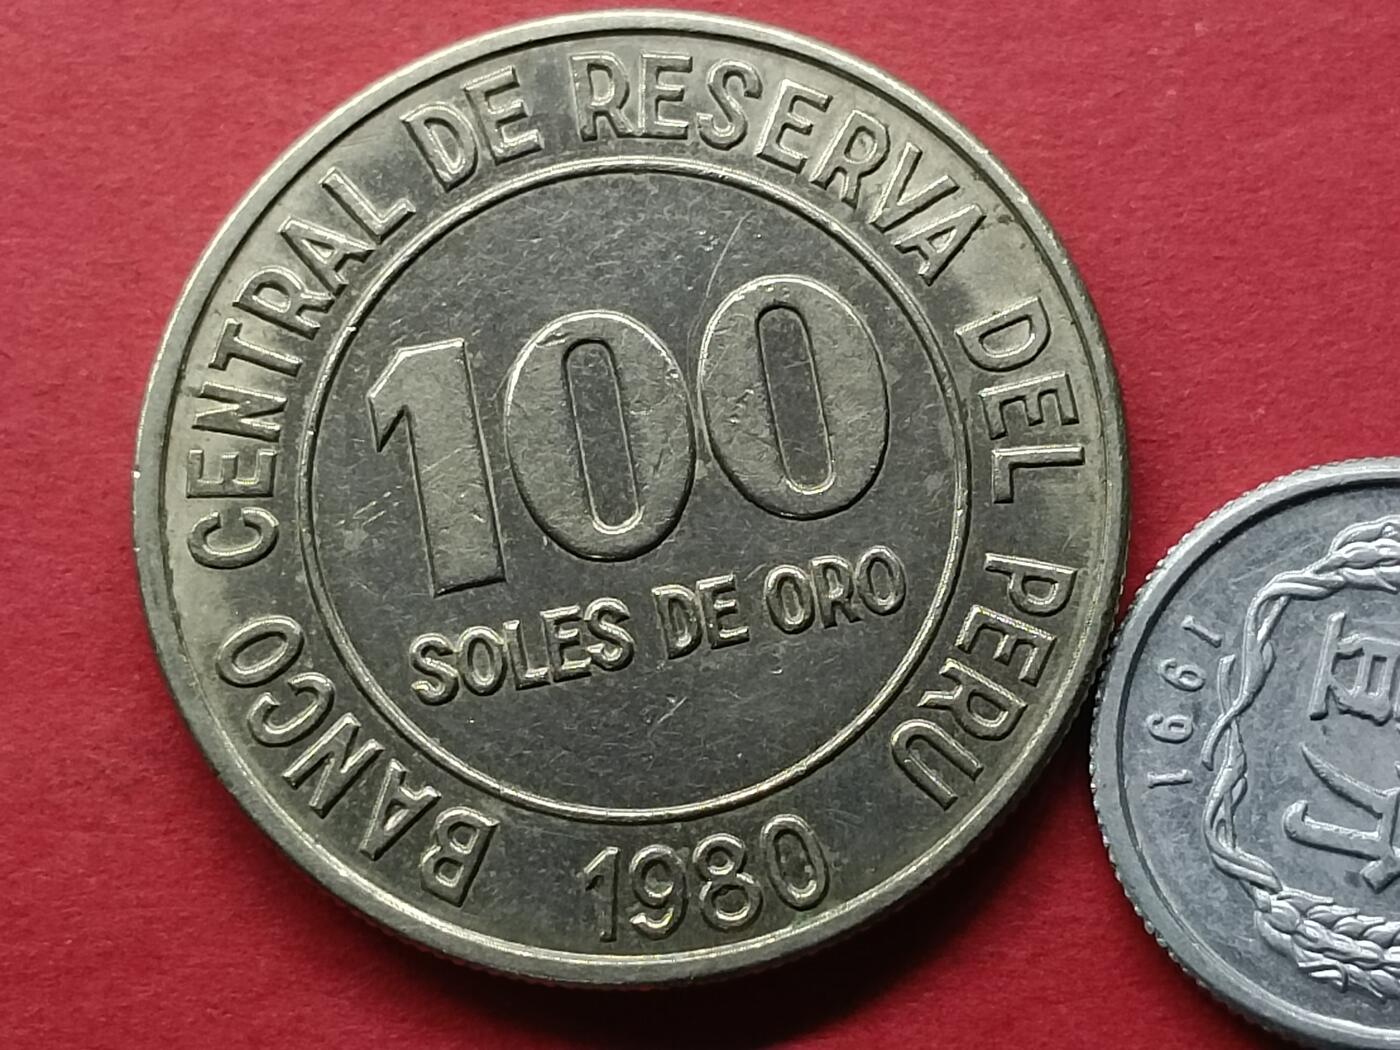 BANCO CENTRAL DE RESERVA DEL PERU
100
SOLES DE ORO
1980
1991